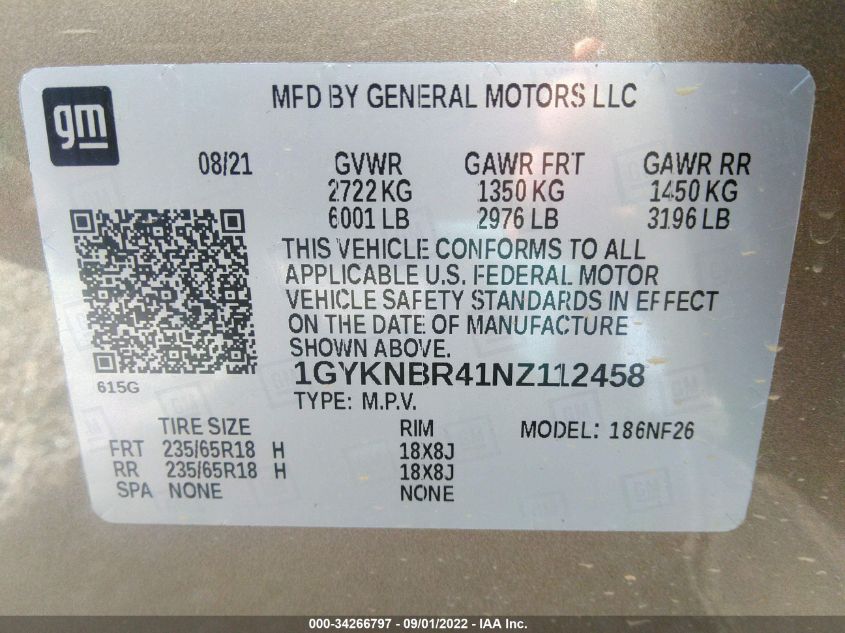 gm
MFD BY GENERAL MOTORS LLC
08/21 GVWR GAWR FRT GAWR RR
2722 KG 1350 KG 1450 KG
6001 LB 2976 LB 3196 LB
THIS VEHICLE CONFORMS TO ALL
APPLICABLE U.S. FEDERAL MOTOR
VEHICLE SAFETY STANDARDS IN EFFECT
ON THE DATE OF MANUFACTURE
SHOWN ABOVE.
615G
1GYKNBR41NZ112458
TYPE: M.P.V.
TIRE SIZE RIM MODEL: 186NF26
FRT 235/65R18 H 18X8J
RR 235/65R18 H 18X8J
SPA NONE NONE
000-34266797 - 09/01/2022 - IAA Inc.